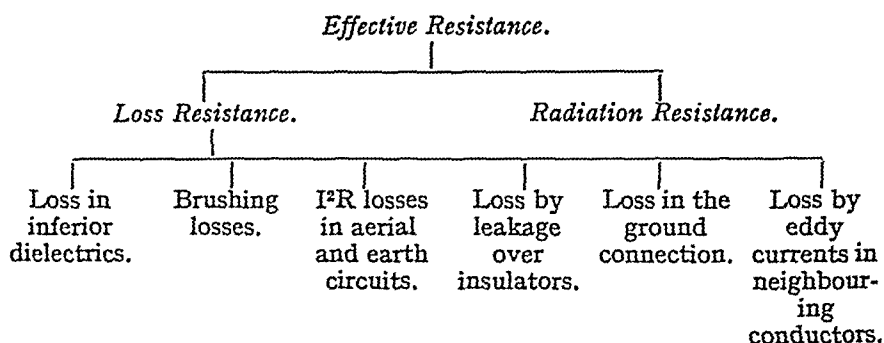 Effective Resistance.
Loss Resistance.
Radiation Resistance.
Loss in
inferior
dielectrics.
Brushing
losses.
I²R losses
in aerial
and earth
circuits.
Loss by
leakage
over
insulators.
Loss in the
ground
connection.
Loss by
eddy
currents in
neighbour-
ing
conductors.